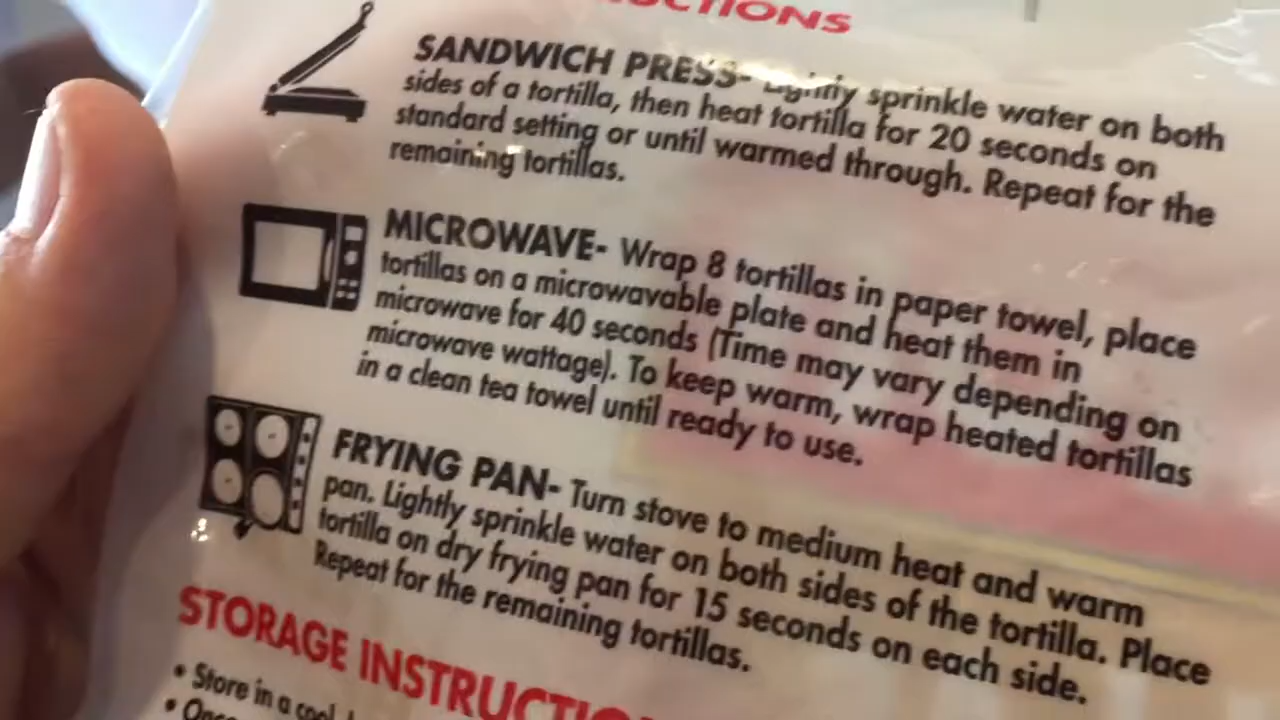 SANDWICH PRESS- Lightly sprinkle water on both
sides of a tortilla, then heat tortilla for 20 seconds on
standard setting or until warmed through. Repeat for the
remaining tortillas.
MICROWAVE- Wrap 8 tortillas in paper towel, place
tortillas on a microwavable plate and heat them in
microwave for 40 seconds (Time may vary depending on
microwave wattage). To keep warm, wrap heated tortillas
in a clean tea towel until ready to use.
FRYING PAN- Turn stove to medium heat and warm
pan. Lightly sprinkle water on both sides of the tortilla. Place
tortilla on dry frying pan for 15 seconds on each side.
Repeat for the remaining tortillas.
STORAGE
• Store in a